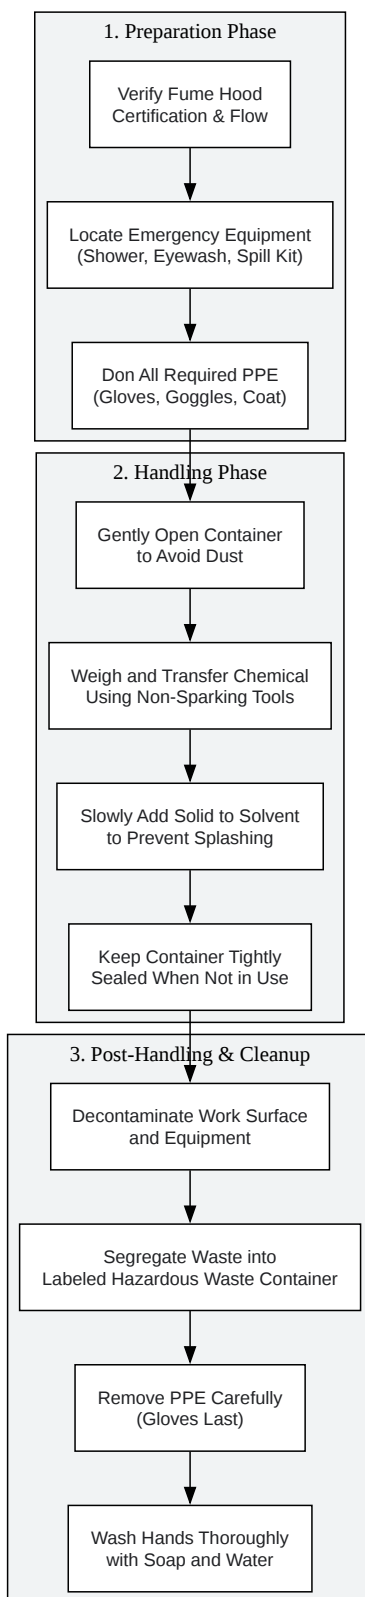 1. Preparation Phase
Verify Fume Hood
Certification & Flow
Locate Emergency Equipment
(Shower, Eyewash, Spill Kit)
Don All Required PPE
(Gloves, Goggles, Coat)
2. Handling Phase
Gently Open Container
to Avoid Dust
Weigh and Transfer Chemical
Using Non-Sparking Tools
Slowly Add Solid to Solvent
to Prevent Splashing
Keep Container Tightly
Sealed When Not in Use
3. Post-Handling & Cleanup
Decontaminate Work Surface
and Equipment
Segregate Waste into
Labeled Hazardous Waste Container
Remove PPE Carefully
(Gloves Last)
Wash Hands Thoroughly
with Soap and Water